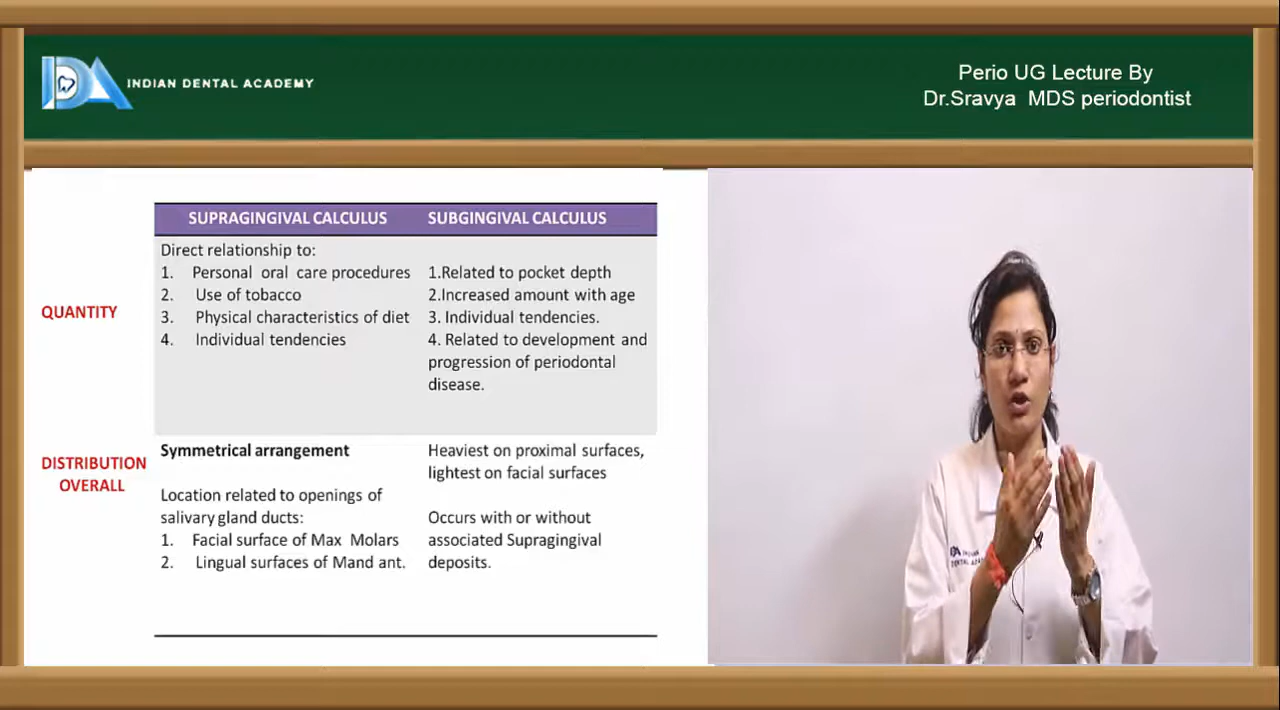 IDA INDIAN DENTAL ACADEMY
Perio UG Lecture By
Dr.Sravya MDS periodontist
SUPRAGINGIVAL CALCULUS
SUBGINGIVAL CALCULUS
QUANTITY
Direct relationship to:
1. Personal oral care procedures
2. Use of tobacco
3. Physical characteristics of diet
4. Individual tendencies
1.Related to pocket depth
2.Increased amount with age
3. Individual tendencies.
4. Related to development and
progression of periodontal
disease.
DISTRIBUTION
OVERALL
Symmetrical arrangement
Location related to openings of
salivary gland ducts:
1. Facial surface of Max Molars
2. Lingual surfaces of Mand ant.
Heaviest on proximal surfaces,
lightest on facial surfaces
Occurs with or without
associated Supragingival
deposits.